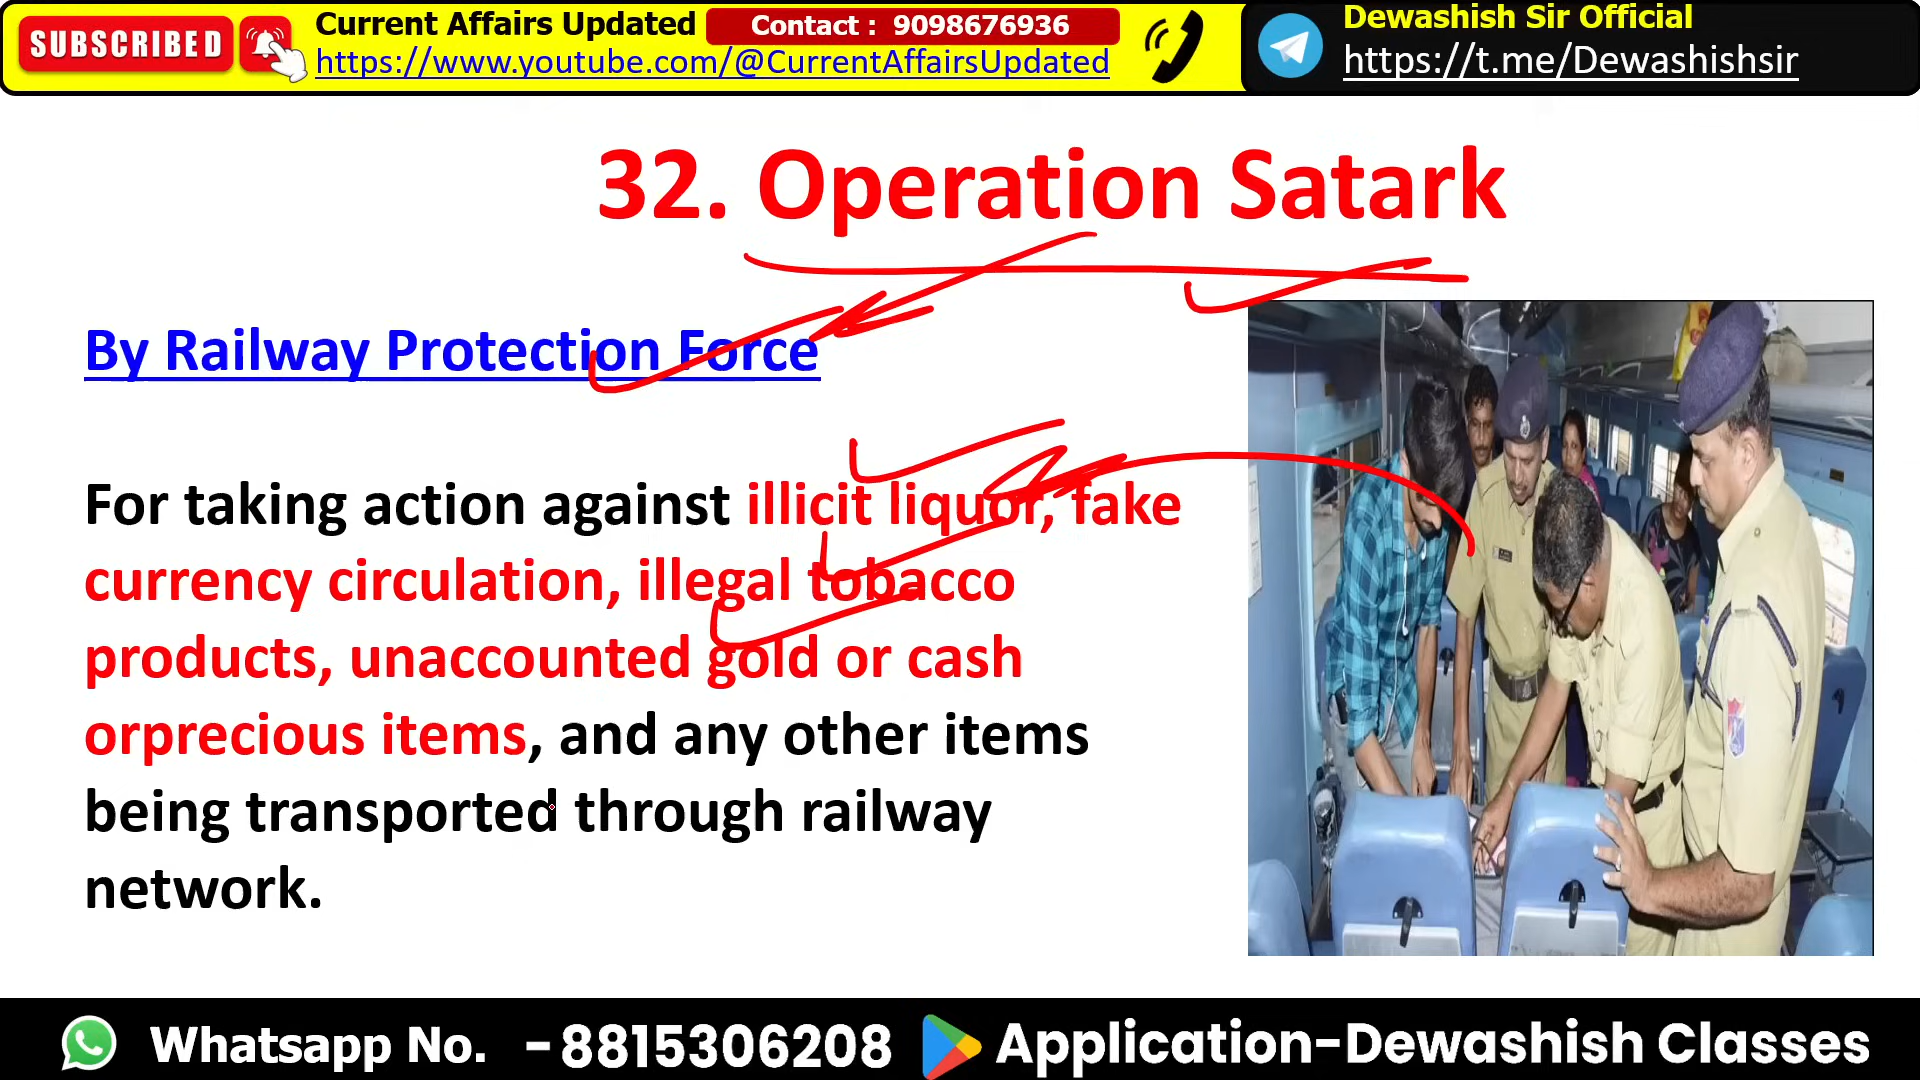 SUBSCRIBED
Current Affairs Updated
Contact : 9098676936
https://www.youtube.com/@CurrentAffairsUpdated
Dewashish Sir Official
https://t.me/Dewashishsir
32. Operation Satark
By Railway Protection Force
For taking action against illicit liquor, fake
currency circulation, illegal tobacco
products, unaccounted gold or cash
orprecious items, and any other items
being transported through railway
network.
Whatsapp No. -8815306208
Application-Dewashish Classes